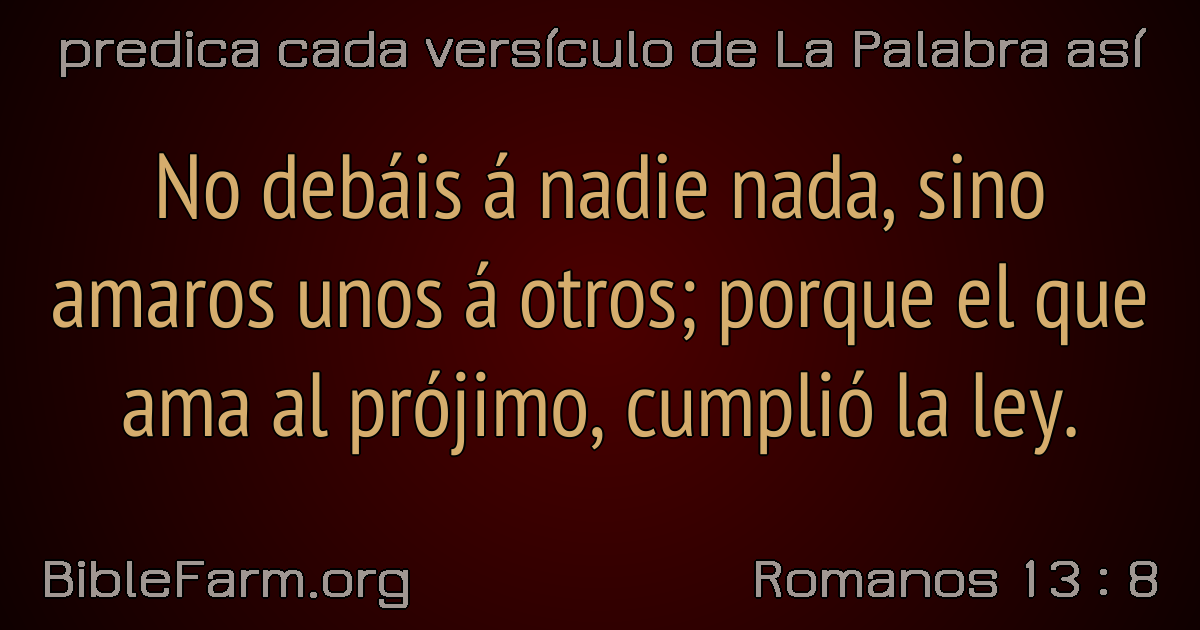 predica cada versículo de La Palabra así
No debáis á nadie nada, sino
amaros unos á otros; porque el que
ama al prójimo, cumplió la ley.
BibleFarm.org
Romanos 13 : 8